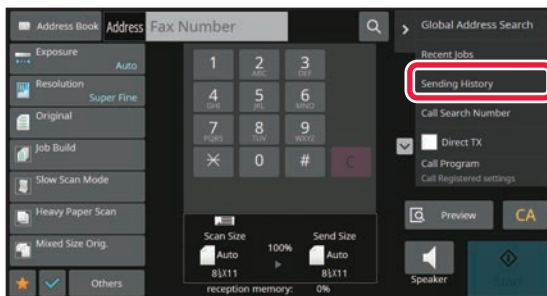 Address Book
Address
Fax Number
Global Address Search
Exposure
Auto
Recent Jobs
Resolution
Super Fine
Sending History
Original
Call Search Number
Job Build
Direct TX
Slow Scan Mode
Call Program
Call Registered settings
Heavy Paper Scan
Preview
CA
Mixed Size Orig.
Others
1
2
ABC
3
DEF
4
GHI
5
JKL
6
MNO
7
PQRS
8
TUV
9
WXYZ
0
#
C
Scan Size
100%
Send Size
Auto
Auto
8½X11
8½X11
reception memory: 0%
Speaker
Start